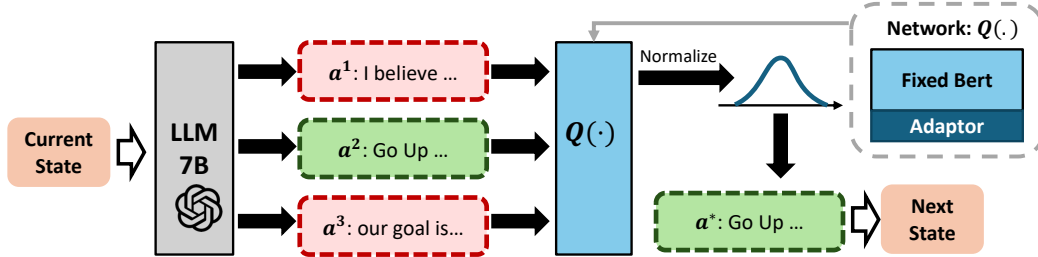 Current
State
LLM
7B
a¹: I believe ...
a²: Go Up ...
a³: our goal is...
Q(·)
Normalize
a*: Go Up ...
Next
State
Network: Q(.)
Fixed Bert
Adaptor